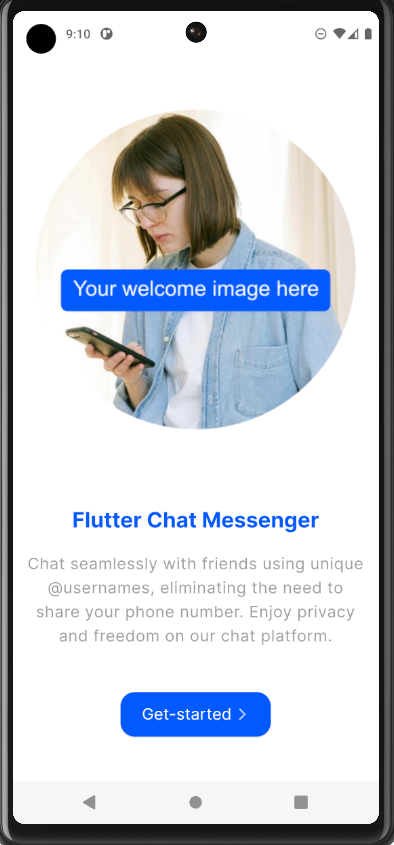 9:10
Your welcome image here
Flutter Chat Messenger
Chat seamlessly with friends using unique
@usernames, eliminating the need to
share your phone number. Enjoy privacy
and freedom on our chat platform.
Get-started